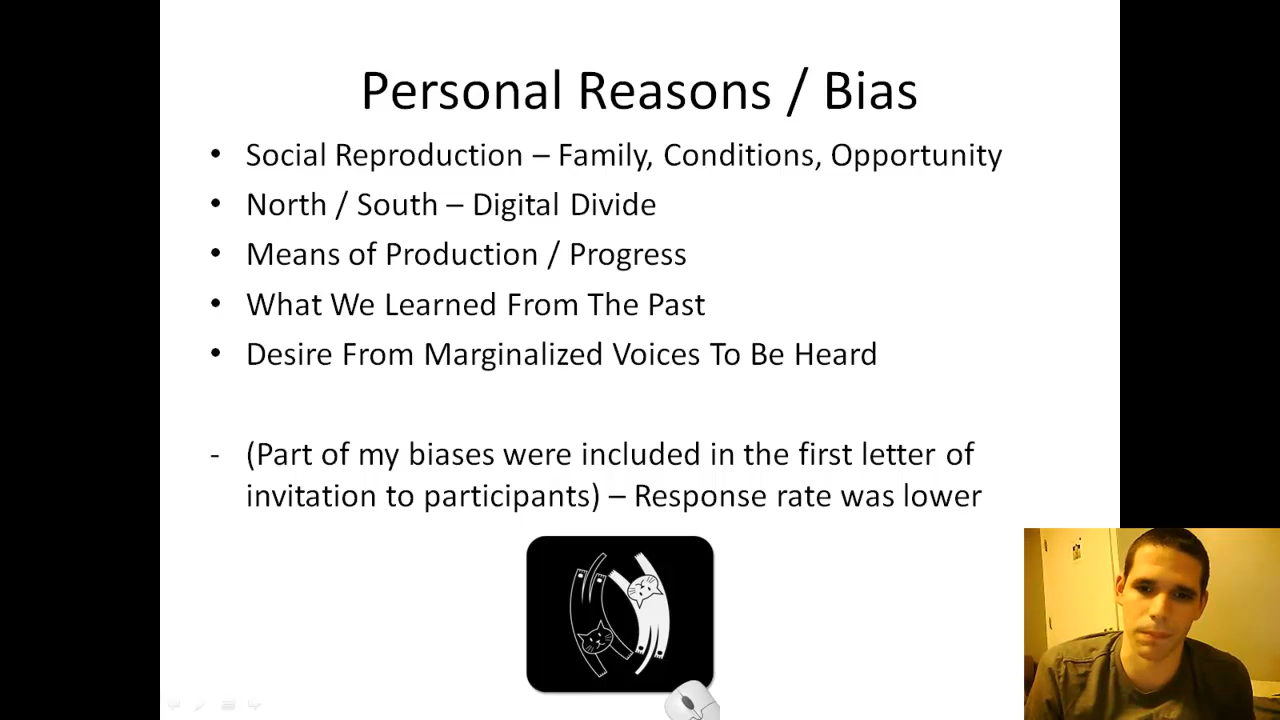 Personal Reasons / Bias
• Social Reproduction – Family, Conditions, Opportunity
• North / South – Digital Divide
• Means of Production / Progress
• What We Learned From The Past
• Desire From Marginalized Voices To Be Heard
- (Part of my biases were included in the first letter of
invitation to participants) – Response rate was lower